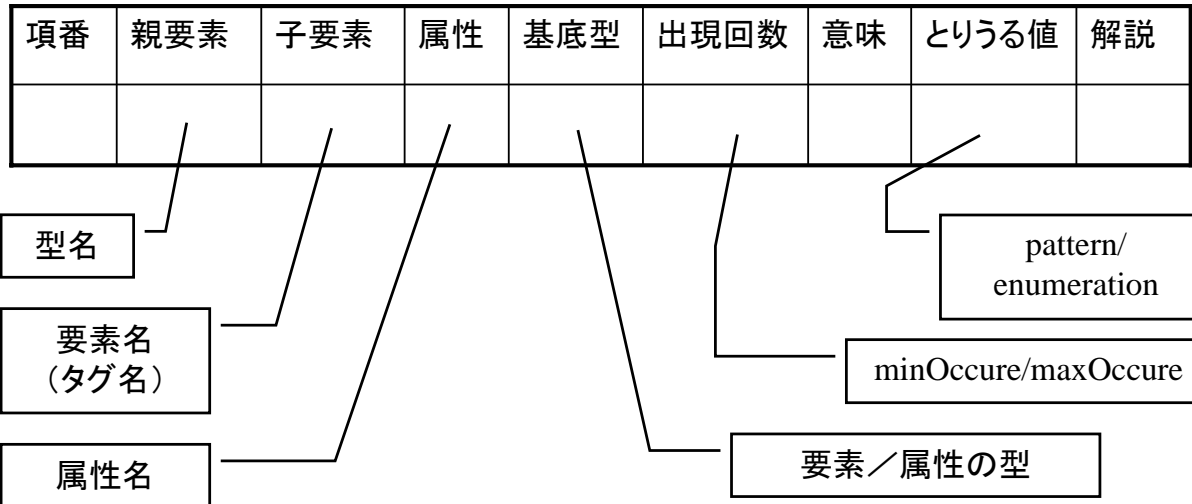 項番 親要素 子要素 属性 基底型 出現回数 意味 とりうる値 解説
型名
pattern/
enumeration
要素名
（タグ名）
minOccure/maxOccure
属性名
要素／属性の型